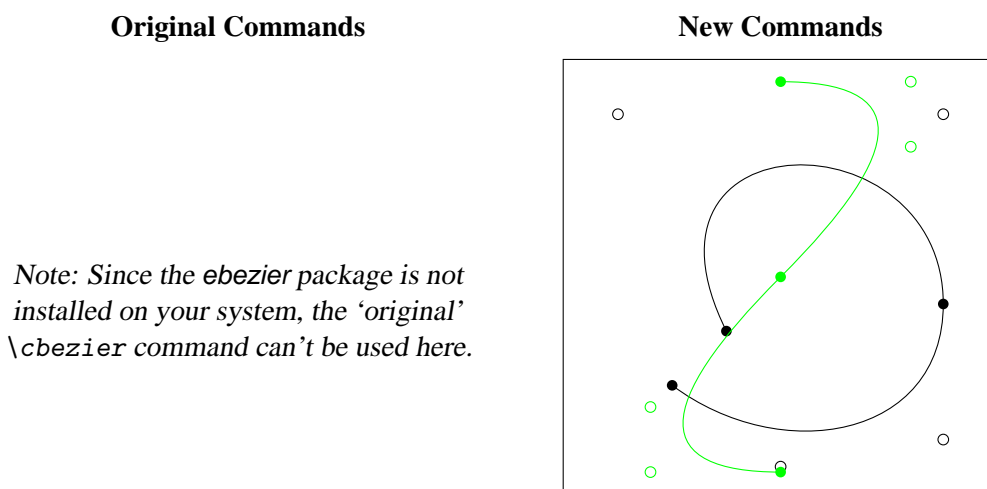 Original Commands
New Commands
Note: Since the ebezier package is not
installed on your system, the ‘original’
\cbezier command can't be used here.